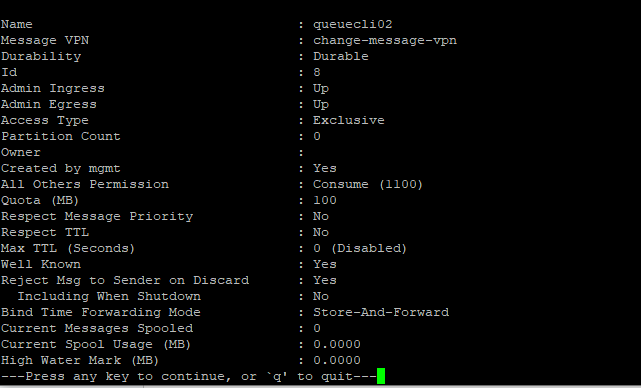 Name : queuecli02
Message VPN : change-message-vpn
Durability : Durable
Id : 8
Admin Ingress : Up
Admin Egress : Up
Access Type : Exclusive
Partition Count : 0
Owner :
Created by mgmt : Yes
All Others Permission : Consume (1100)
Quota (MB) : 100
Respect Message Priority : No
Respect TTL : No
Max TTL (Seconds) : 0 (Disabled)
Well Known : Yes
Reject Msg to Sender on Discard : Yes
  Including When Shutdown : No
Bind Time Forwarding Mode : Store-And-Forward
Current Messages Spooled : 0
Current Spool Usage (MB) : 0.0000
High Water Mark (MB) : 0.0000
---Press any key to continue, or `q' to quit---